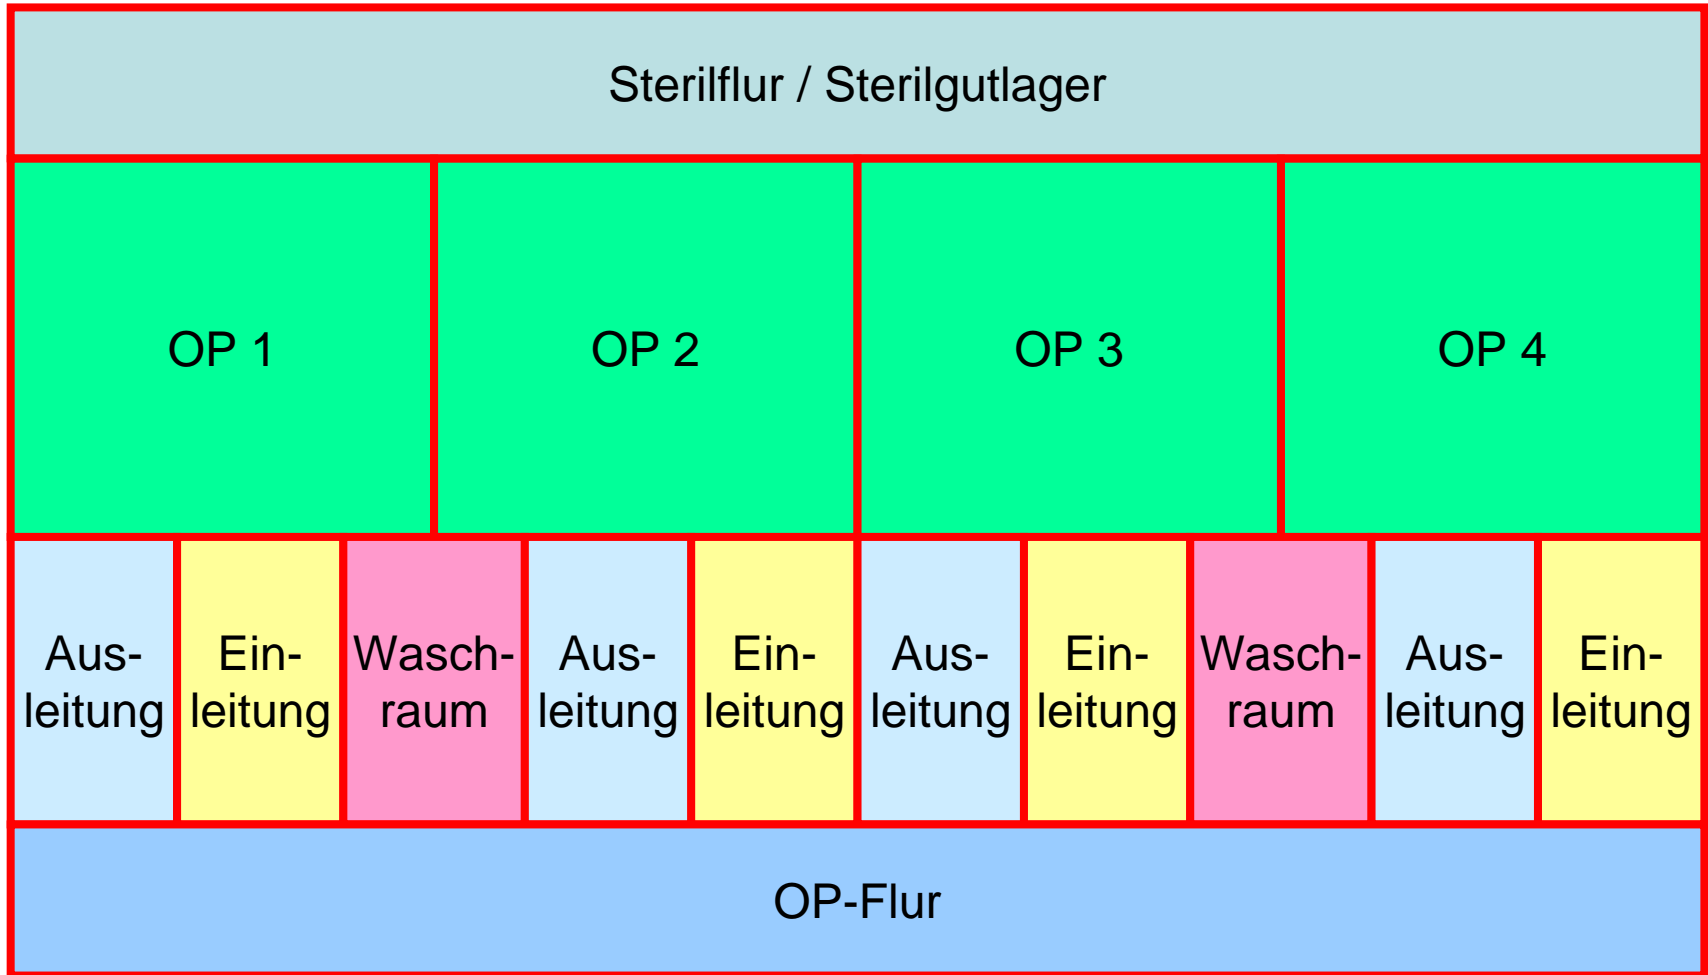 Sterilflur / Sterilgutlager
OP 1
OP 2
OP 3
OP 4
Aus-
leitung
Ein-
leitung
Wasch-
raum
Aus-
leitung
Ein-
leitung
Aus-
leitung
Ein-
leitung
Wasch-
raum
Aus-
leitung
Ein-
leitung
OP-Flur